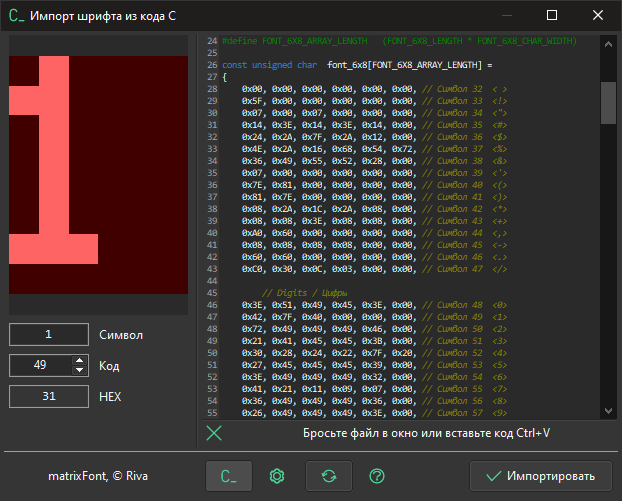 C_ Импорт шрифта из кода C
24 #define FONT_6X8_ARRAY_LENGTH (FONT_6X8_LENGTH * FONT_6X8_CHAR_WIDTH)
25
26 const unsigned char font_6x8[FONT_6X8_ARRAY_LENGTH] =
27 {
28 0x00, 0x00, 0x00, 0x00, 0x00, 0x00, // Символ 32 < >
29 0x5F, 0x00, 0x00, 0x00, 0x00, 0x00, // Символ 33 <!>
30 0x07, 0x00, 0x07, 0x00, 0x00, 0x00, // Символ 34 <">
31 0x14, 0x3E, 0x14, 0x3E, 0x14, 0x00, // Символ 35 <#>
32 0x24, 0x2A, 0x7F, 0x2A, 0x12, 0x00, // Символ 36 <$>
33 0x4E, 0x2A, 0x16, 0x68, 0x54, 0x72, // Символ 37 <%>
34 0x36, 0x49, 0x55, 0x52, 0x28, 0x00, // Символ 38 <&>
35 0x07, 0x00, 0x00, 0x00, 0x00, 0x00, // Символ 39 <'>
36 0x7E, 0x81, 0x00, 0x00, 0x00, 0x00, // Символ 40 <(>
37 0x81, 0x7E, 0x00, 0x00, 0x00, 0x00, // Символ 41 <)>
38 0x08, 0x2A, 0x1C, 0x2A, 0x08, 0x00, // Символ 42 <*>
39 0x08, 0x08, 0x3E, 0x08, 0x08, 0x00, // Символ 43 <+>
40 0xA0, 0x60, 0x00, 0x00, 0x00, 0x00, // Символ 44 <,>
41 0x08, 0x08, 0x08, 0x00, 0x00, 0x00, // Символ 45 <->
42 0x60, 0x60, 0x00, 0x00, 0x00, 0x00, // Символ 46 <.>
43 0xC0, 0x30, 0x0C, 0x03, 0x00, 0x00, // Символ 47 </>
44
45 // Digits / Цифры
46 0x3E, 0x51, 0x49, 0x45, 0x3E, 0x00, // Символ 48 <0>
47 0x42, 0x7F, 0x40, 0x00, 0x00, 0x00, // Символ 49 <1>
48 0x72, 0x49, 0x49, 0x49, 0x46, 0x00, // Символ 50 <2>
49 0x21, 0x41, 0x45, 0x45, 0x3B, 0x00, // Символ 51 <3>
50 0x30, 0x28, 0x24, 0x22, 0x7F, 0x20, // Символ 52 <4>
51 0x27, 0x45, 0x45, 0x45, 0x39, 0x00, // Символ 53 <5>
52 0x3E, 0x49, 0x49, 0x49, 0x32, 0x00, // Символ 54 <6>
53 0x41, 0x21, 0x11, 0x09, 0x07, 0x00, // Символ 55 <7>
54 0x36, 0x49, 0x49, 0x49, 0x36, 0x00, // Символ 56 <8>
55 0x26, 0x49, 0x49, 0x49, 0x3E, 0x00, // Символ 57 <9>
1 Символ
49 Код
31 HEX
Бросьте файл в окно или вставьте код Ctrl+V
matrixFont, © Riva
C_
Импортировать